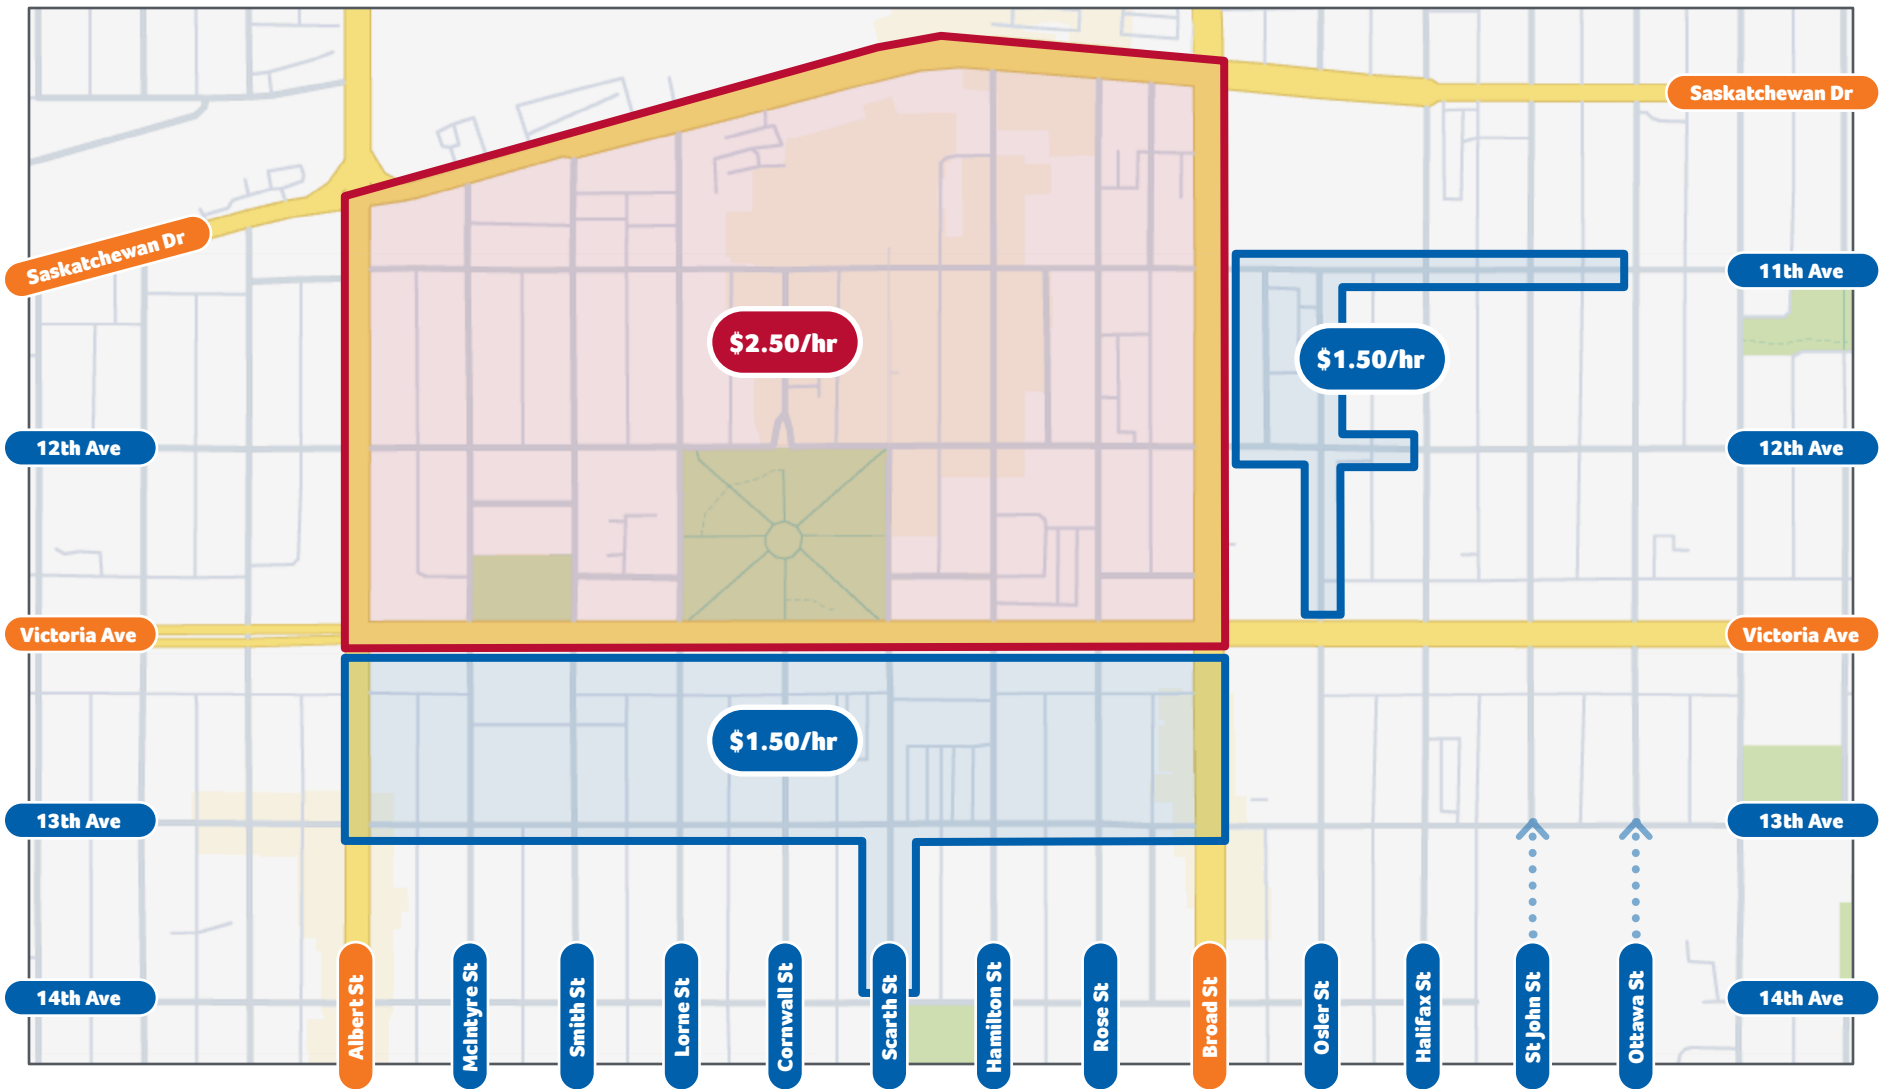 Saskatchewan Dr
Saskatchewan Dr
11th Ave
$2.50/hr
$1.50/hr
12th Ave
12th Ave
Victoria Ave
Victoria Ave
$1.50/hr
13th Ave
13th Ave
14th Ave
14th Ave
Albert St
McIntyre St
Smith St
Lorne St
Cornwall St
Scarth St
Hamilton St
Rose St
Broad St
Osler St
Halifax St
St John St
Ottawa St